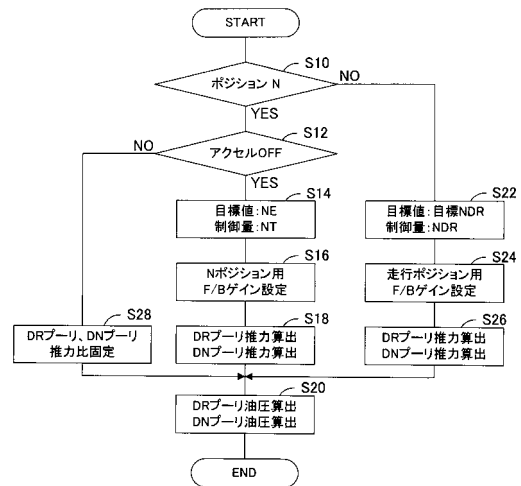 START
S10
ポジション N
NO
YES
S12
アクセルOFF
NO
YES
S14
目標値:NE
制御量:NT
S22
目標値:目標NDR
制御量:NDR
S16
Nポジション用
F/Bゲイン設定
S24
走行ポジション用
F/Bゲイン設定
S28
DRプーリ、DNプーリ
推力比固定
S18
DRプーリ推力算出
DNプーリ推力算出
S26
DRプーリ推力算出
DNプーリ推力算出
S20
DRプーリ油圧算出
DNプーリ油圧算出
END